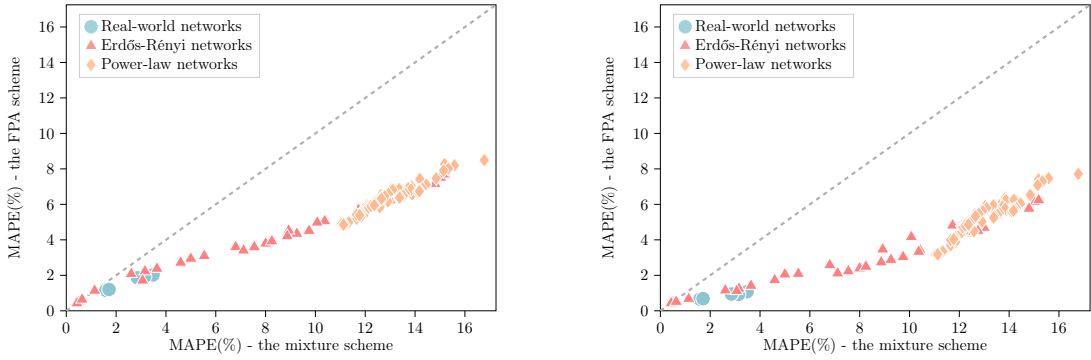 16
14
12
10
8
6
4
2
0
MAPE(%) - the FPA scheme
Real-world networks
Erdős-Rényi networks
Power-law networks
0 2 4 6 8 10 12 14 16
MAPE(%) - the mixture scheme
16
14
12
10
8
6
4
2
0
MAPE(%) - the FPA scheme
Real-world networks
Erdős-Rényi networks
Power-law networks
0 2 4 6 8 10 12 14 16
MAPE(%) - the mixture scheme